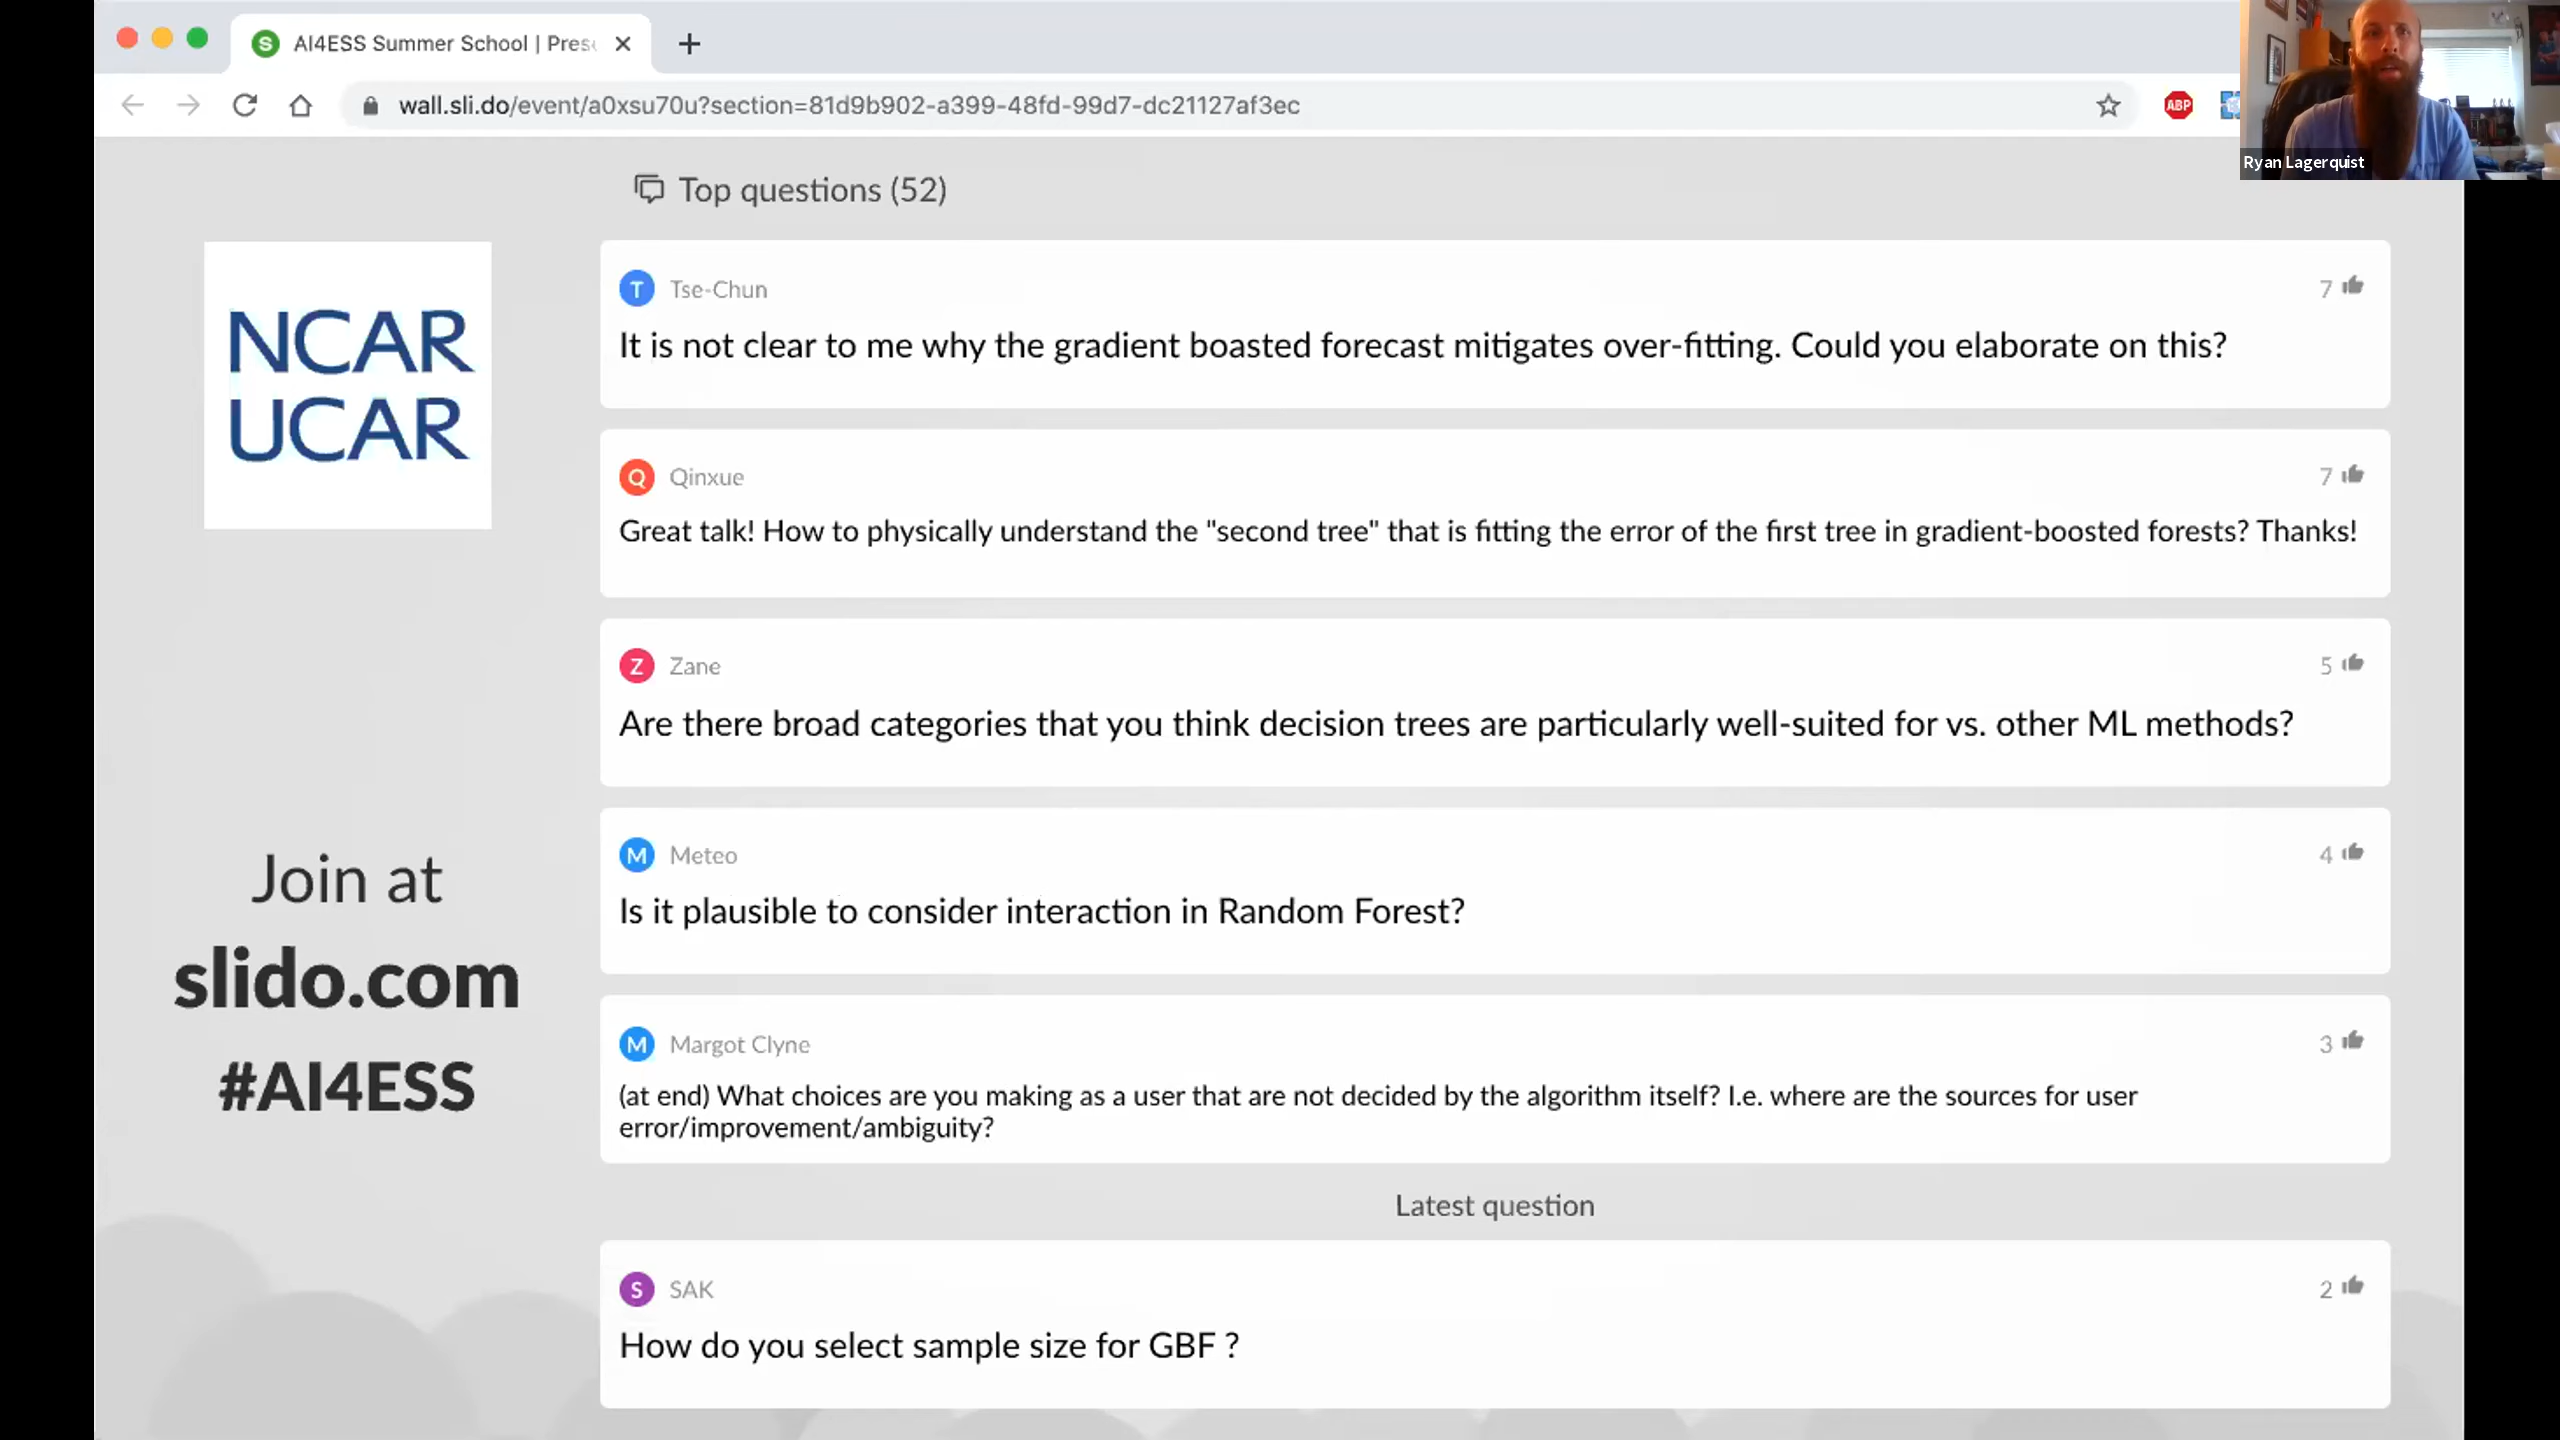 AI4ESS Summer School | Prese
wall.sli.do/event/a0xsu70u?section=81d9b902-a399-48fd-99d7-dc21127af3ec
ABP
Ryan Lagerquist
Top questions (52)
NCAR
UCAR
T Tse-Chun 7
It is not clear to me why the gradient boasted forecast mitigates over-fitting. Could you elaborate on this?
Q Qinxue 7
Great talk! How to physically understand the "second tree" that is fitting the error of the first tree in gradient-boosted forests? Thanks!
Z Zane 5
Are there broad categories that you think decision trees are particularly well-suited for vs. other ML methods?
M Meteo 4
Is it plausible to consider interaction in Random Forest?
M Margot Clyne 3
(at end) What choices are you making as a user that are not decided by the algorithm itself? I.e. where are the sources for user
error/improvement/ambiguity?
Join at
slido.com
#AI4ESS
Latest question
S SAK 2
How do you select sample size for GBF ?